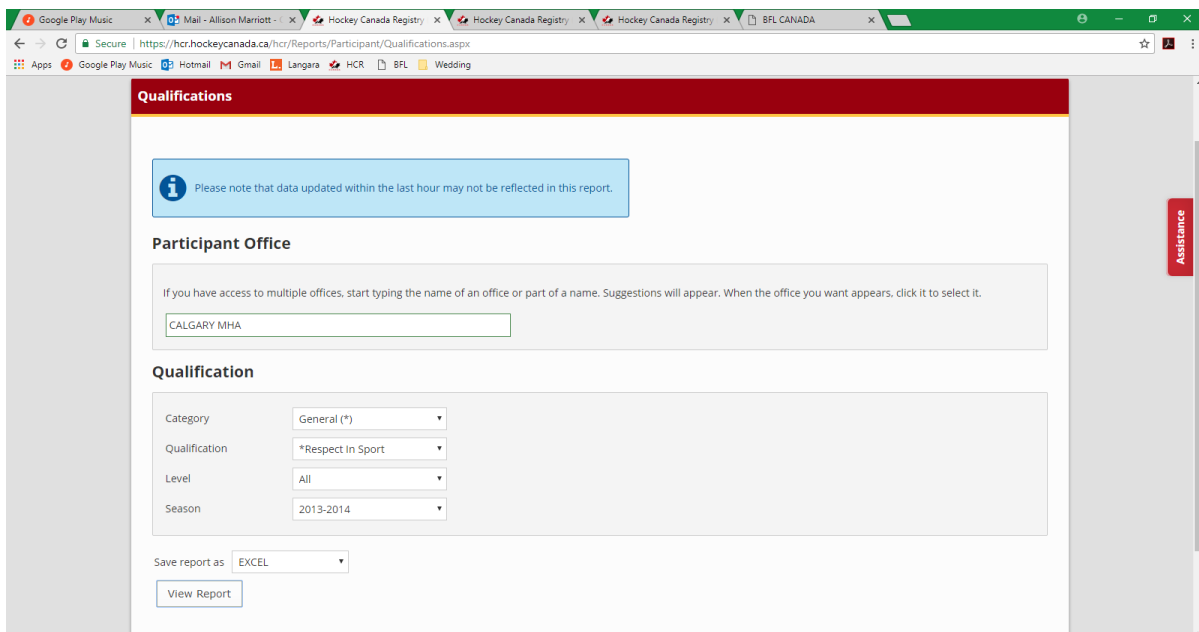 Google Play Music
Mail - Allison Marriott -
Hockey Canada Registry
Hockey Canada Registry
Hockey Canada Registry
BFL CANADA
Secure | https://hcr.hockeycanada.ca/hcr/Reports/Participant/Qualifications.aspx
Apps Google Play Music Hotmail Gmail Langara HCR BFL Wedding
Qualifications
Please note that data updated within the last hour may not be reflected in this report.
Assistance
Participant Office
If you have access to multiple offices, start typing the name of an office or part of a name. Suggestions will appear. When the office you want appears, click it to select it.
CALGARY MHA
Qualification
Category General (*)
Qualification *Respect In Sport
Level All
Season 2013-2014
Save report as EXCEL
View Report